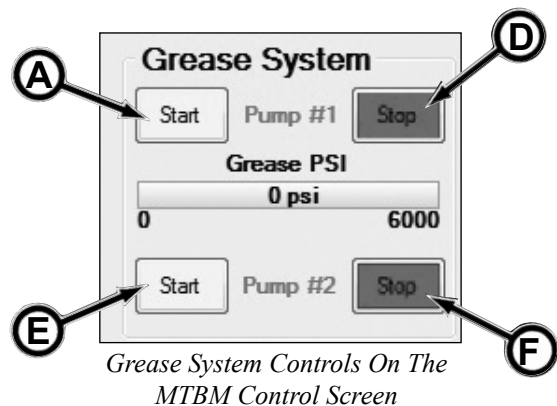 D
A
Grease System
Start Pump #1 Stop
Grease PSI
0 psi
0 6000
Start Pump #2 Stop
E
F
Grease System Controls On The
MTBM Control Screen